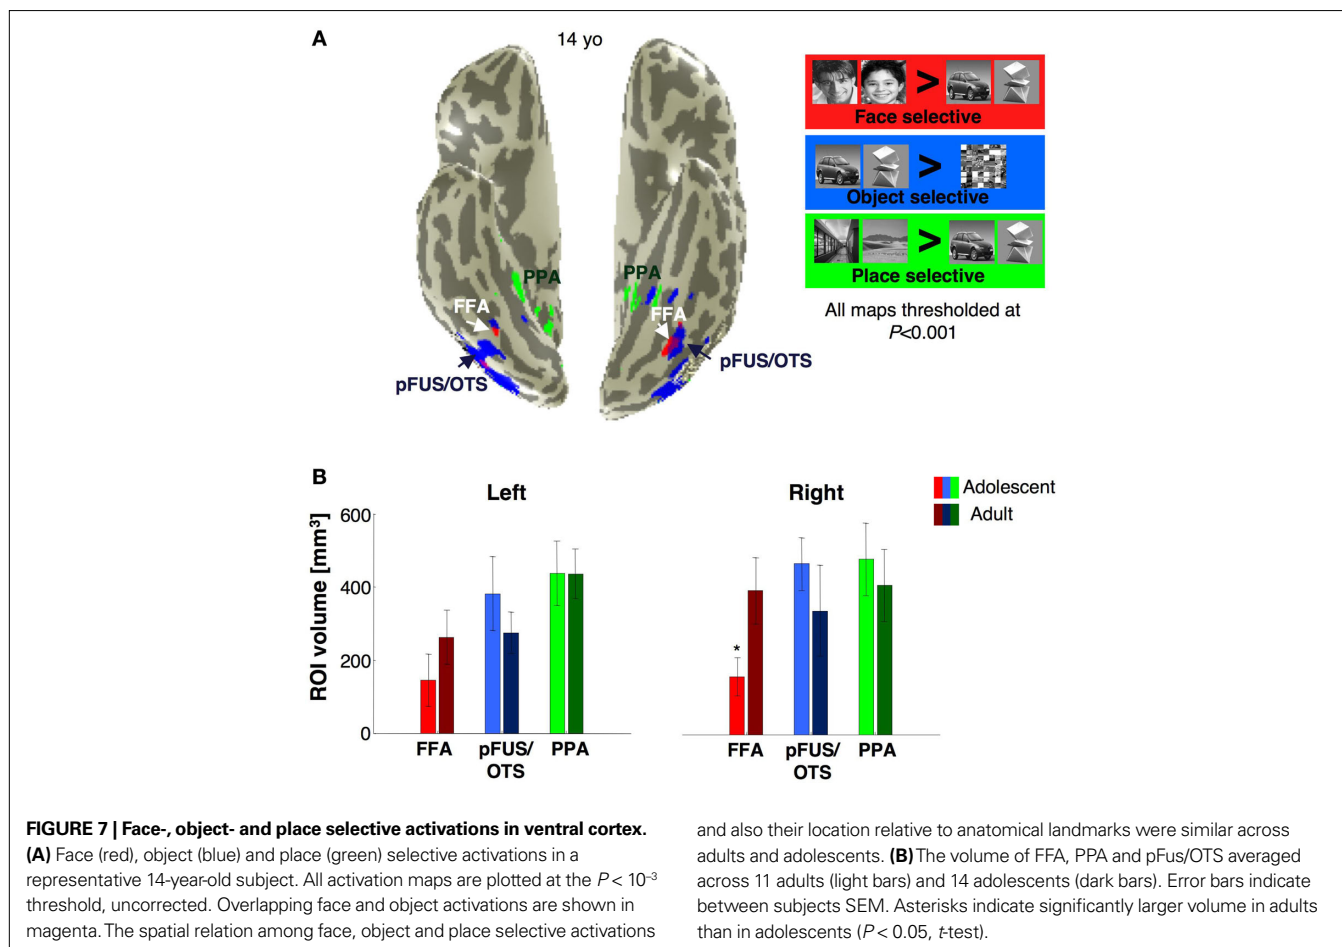 A
14 yo
PPA
FFA
pFUS/OTS
PPA
FFA
pFUS/OTS
>
Face selective
>
Object selective
>
Place selective
All maps thresholded at
P<0.001
B
Left
Right
Adolescent
Adult
ROI volume [mm³]
600
400
200
0
*
FFA
pFUS/
OTS
PPA
FFA
pFUS/
OTS
PPA
FIGURE 7 | Face-, object- and place selective activations in ventral cortex.
(A) Face (red), object (blue) and place (green) selective activations in a
representative 14-year-old subject. All activation maps are plotted at the P < 10⁻³
threshold, uncorrected. Overlapping face and object activations are shown in
magenta. The spatial relation among face, object and place selective activations
and also their location relative to anatomical landmarks were similar across
adults and adolescents. (B) The volume of FFA, PPA and pFus/OTS averaged
across 11 adults (light bars) and 14 adolescents (dark bars). Error bars indicate
between subjects SEM. Asterisks indicate significantly larger volume in adults
than in adolescents (P < 0.05, t-test).